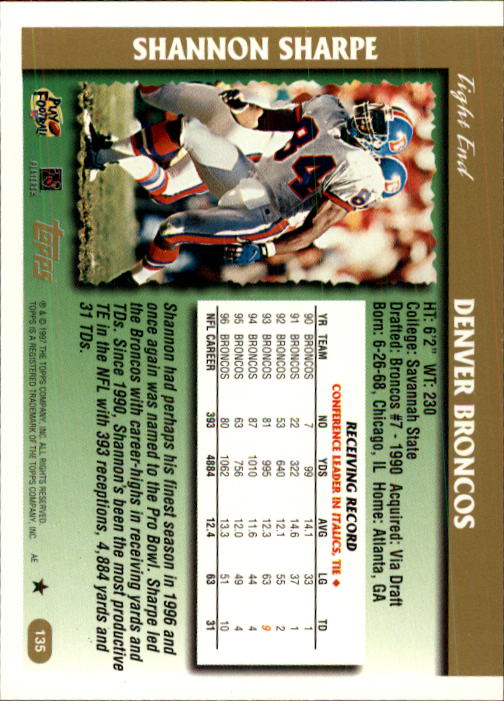 SHANNON SHARPE
Tight End
DENVER BRONCOS
HT: 6'2" WT: 230
College: Savannah State
Drafted: Broncos #7 - 1990 Acquired: Via Draft
Born: 6-26-68, Chicago, IL Home: Atlanta, GA
RECEIVING RECORD
CONFERENCE LEADER IN ITALICS, TIE ♦
YR TEAM NO YDS AVG LG TD
90 BRONCOS 7 99 14.1 33 1
91 BRONCOS 22 322 14.6 37 1
92 BRONCOS 53 640 12.1 55 2
93 BRONCOS 81 995 12.3 63 9
94 BRONCOS 87 1010 11.6 44 4
95 BRONCOS 63 756 12.0 49 4
96 BRONCOS 80 1062 13.3 51 10
NFL CAREER 393 4884 12.4 63 31
Shannon had perhaps his finest season in 1996 and
once again was named to the Pro Bowl. Sharpe led
the Broncos with career-highs in receiving yards and
TDs. Since 1990, Shannon's been the most productive
TE in the NFL with 393 receptions, 4,884 yards and
31 TDs.
84
84
PLAY
FOOTBALL
NFL
PLAYERS
TOPPS
® & © 1997 THE TOPPS COMPANY, INC. ALL RIGHTS RESERVED.
TOPPS IS A REGISTERED TRADEMARK OF THE TOPPS COMPANY, INC.
AE
135